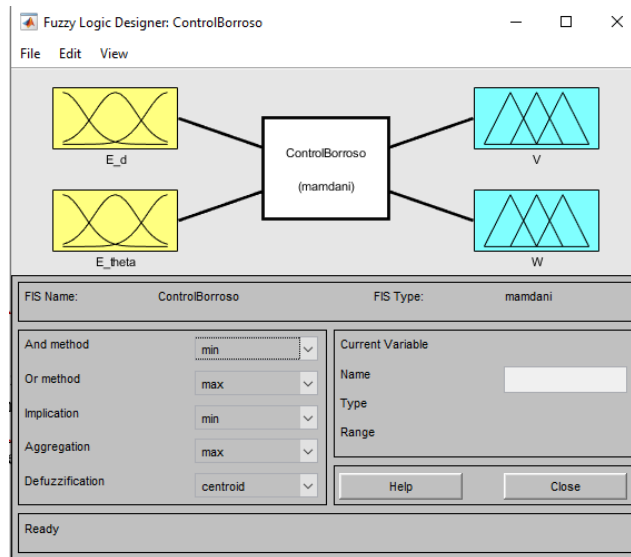 Fuzzy Logic Designer: ControlBorroso
File Edit View
E_d
E_theta
ControlBorroso
(mamdani)
V
W
FIS Name: ControlBorroso FIS Type: mamdani
And method min
Or method max
Implication min
Aggregation max
Defuzzification centroid
Current Variable
Name
Type
Range
Help Close
Ready